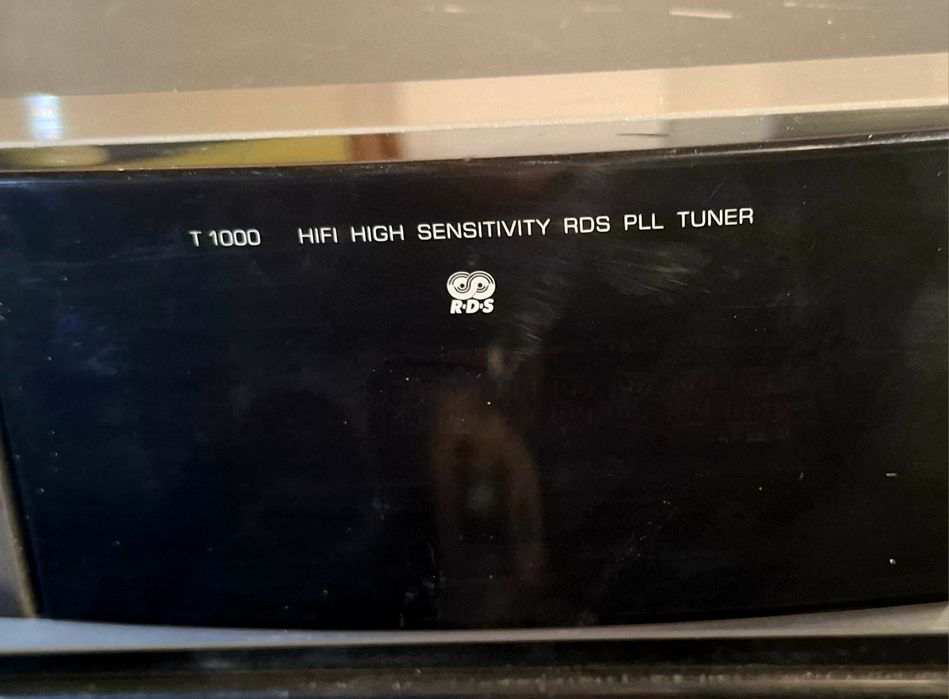 T 1000 HIFI HIGH SENSITIVITY RDS PLL TUNER
R·D·S